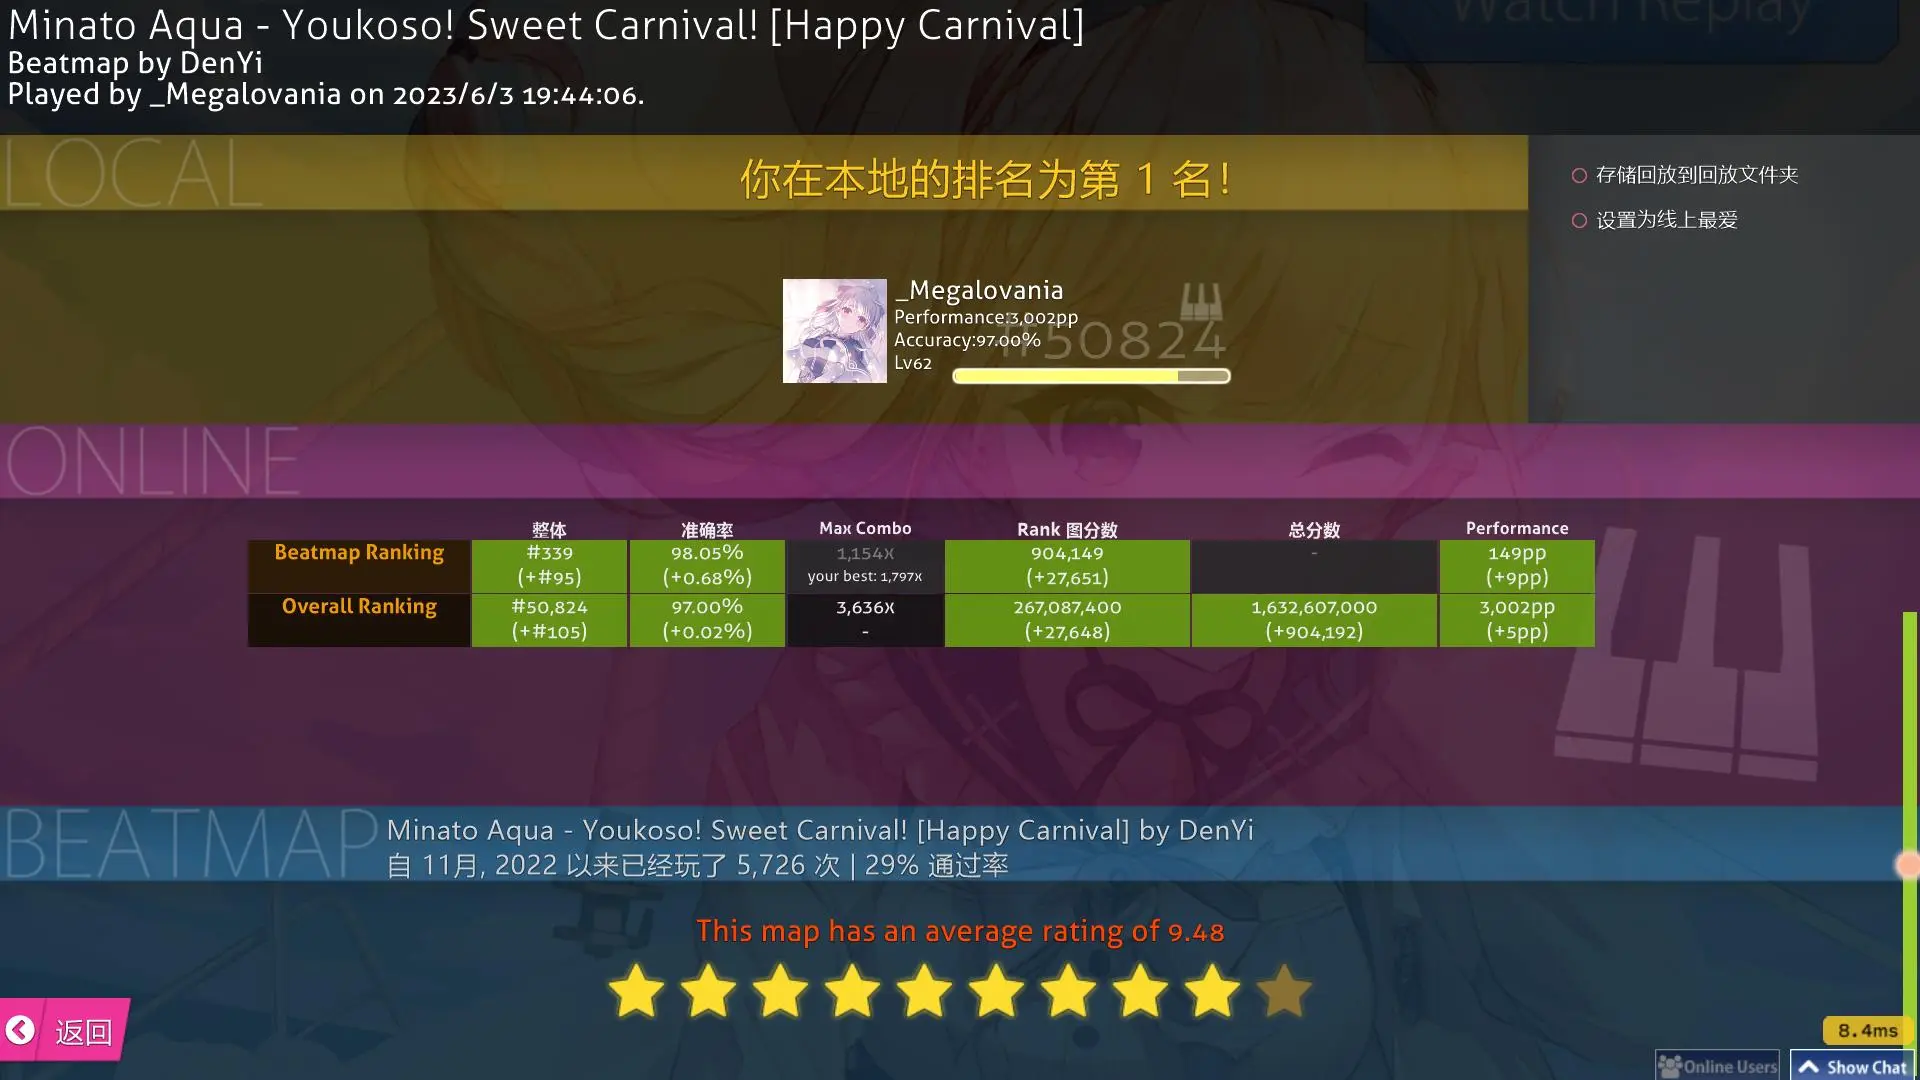 Minato Aqua - Youkoso! Sweet Carnival! [Happy Carnival]
Beatmap by DenYi
Played by _Megalovania on 2023/6/3 19:44:06.
Watch Replay
LOCAL
你在本地的排名为第 1 名!
存储回放到回放文件夹
设置为线上最爱
_Megalovania
Performance:3,002pp
Accuracy:97.00%
Lv62
#50824
ONLINE
整体 准确率 Max Combo Rank 图分数 总分数 Performance
Beatmap Ranking #339 98.05% 1,154x 904,149 - 149pp
(+#95) (+0.68%) your best: 1,797x (+27,651) (+9pp)
Overall Ranking #50,824 97.00% 3,636x 267,087,400 1,632,607,000 3,002pp
(+#105) (+0.02%) - (+27,648) (+904,192) (+5pp)
BEATMAP
Minato Aqua - Youkoso! Sweet Carnival! [Happy Carnival] by DenYi
自 11月, 2022 以来已经玩了 5,726 次 | 29% 通过率
This map has an average rating of 9.48
返回
8.4ms
Online Users
Show Chat